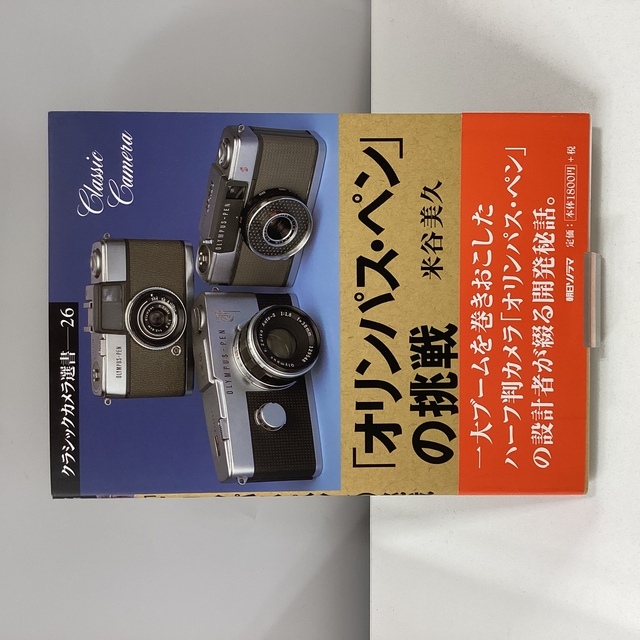 クラシックカメラ選書—26
Classic
Camera
OLYMPUS-PEN
OLYMPUS-PEN
OLYMPUS-PEN
「オリンパス・ペン」
の挑戦
米谷美久
一大ブームを巻きおこした
ハーフ判カメラ「オリンパス・ペン」
の設計者が綴る開発秘話。
朝日ソノラマ
定価：本体1800円+税